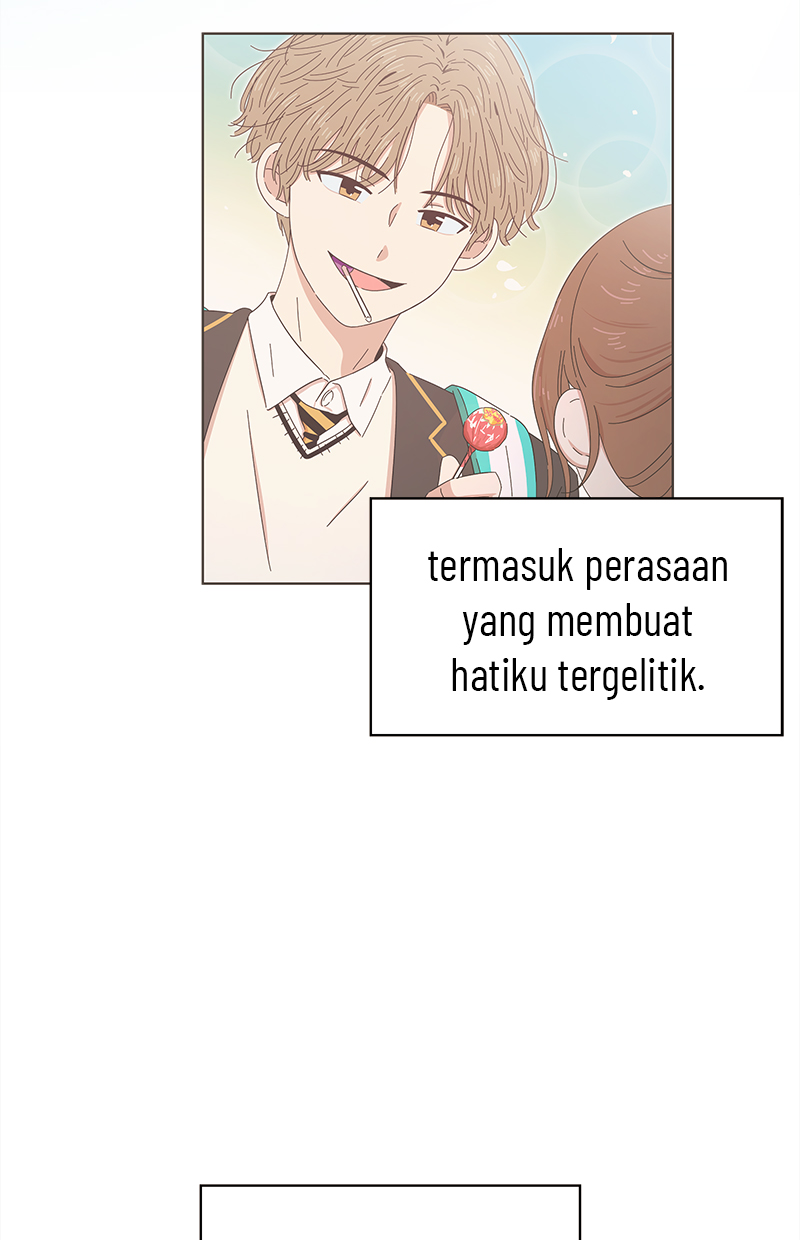 termasuk perasaan
yang membuat
hatiku tergelitik.